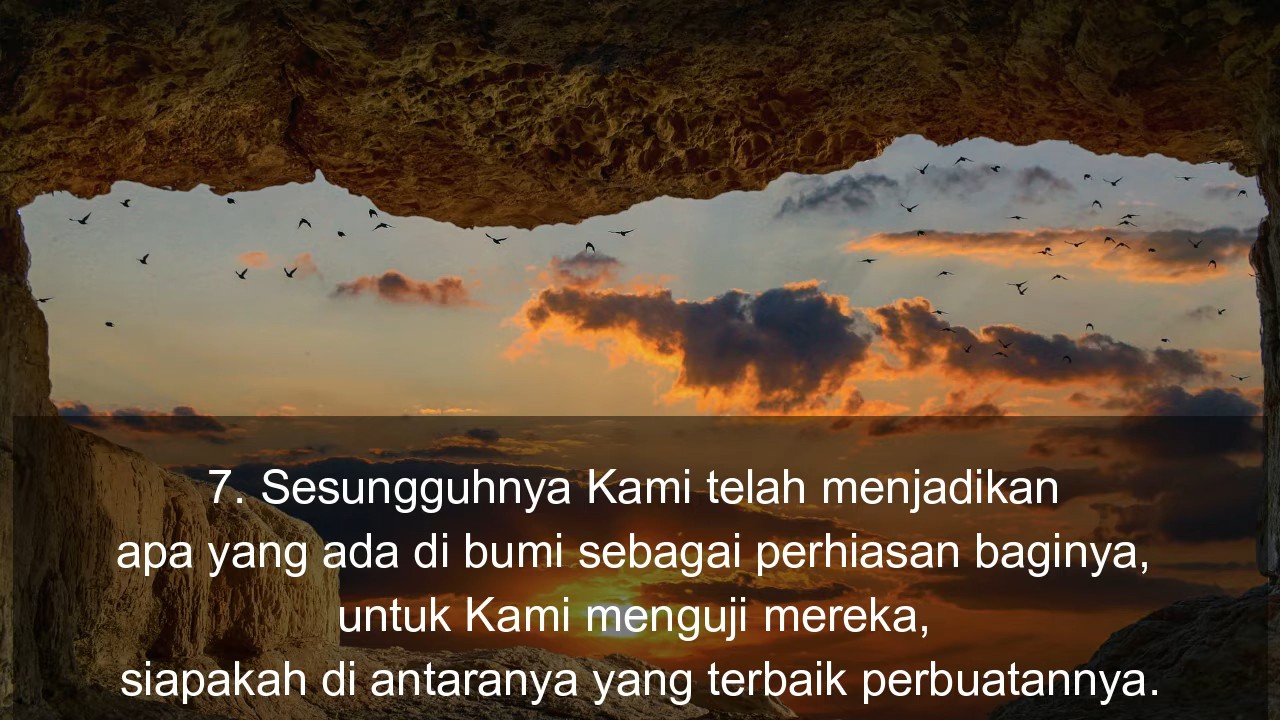 7. Sesungguhnya Kami telah menjadikan
apa yang ada di bumi sebagai perhiasan baginya,
untuk Kami menguji mereka,
siapakah di antaranya yang terbaik perbuatannya.